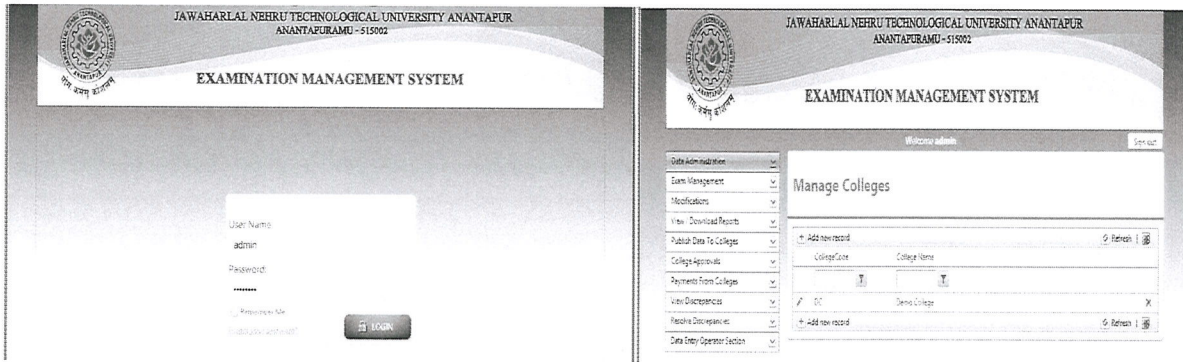 JAWAHARLAL NEHRU TECHNOLOGICAL UNIVERSITY ANANTAPUR
ANANTAPURAMU - 515002
EXAMINATION MANAGEMENT SYSTEM
User Name
admin
Password:
••••••••
Remember Me
LOGIN
JAWAHARLAL NEHRU TECHNOLOGICAL UNIVERSITY ANANTAPUR
ANANTAPURAMU - 515002
EXAMINATION MANAGEMENT SYSTEM
Welcome admin
Sign out
Data Administration
Exam Management
Modifications
View / Download Reports
Publish Data To Colleges
College Approvals
Payments From Colleges
View Discrepancies
Resolve Discrepancies
Data Entry Operator Section
Manage Colleges
+ Add new record Refresh
CollegeCode College Name
DC Demo College X
+ Add new record Refresh